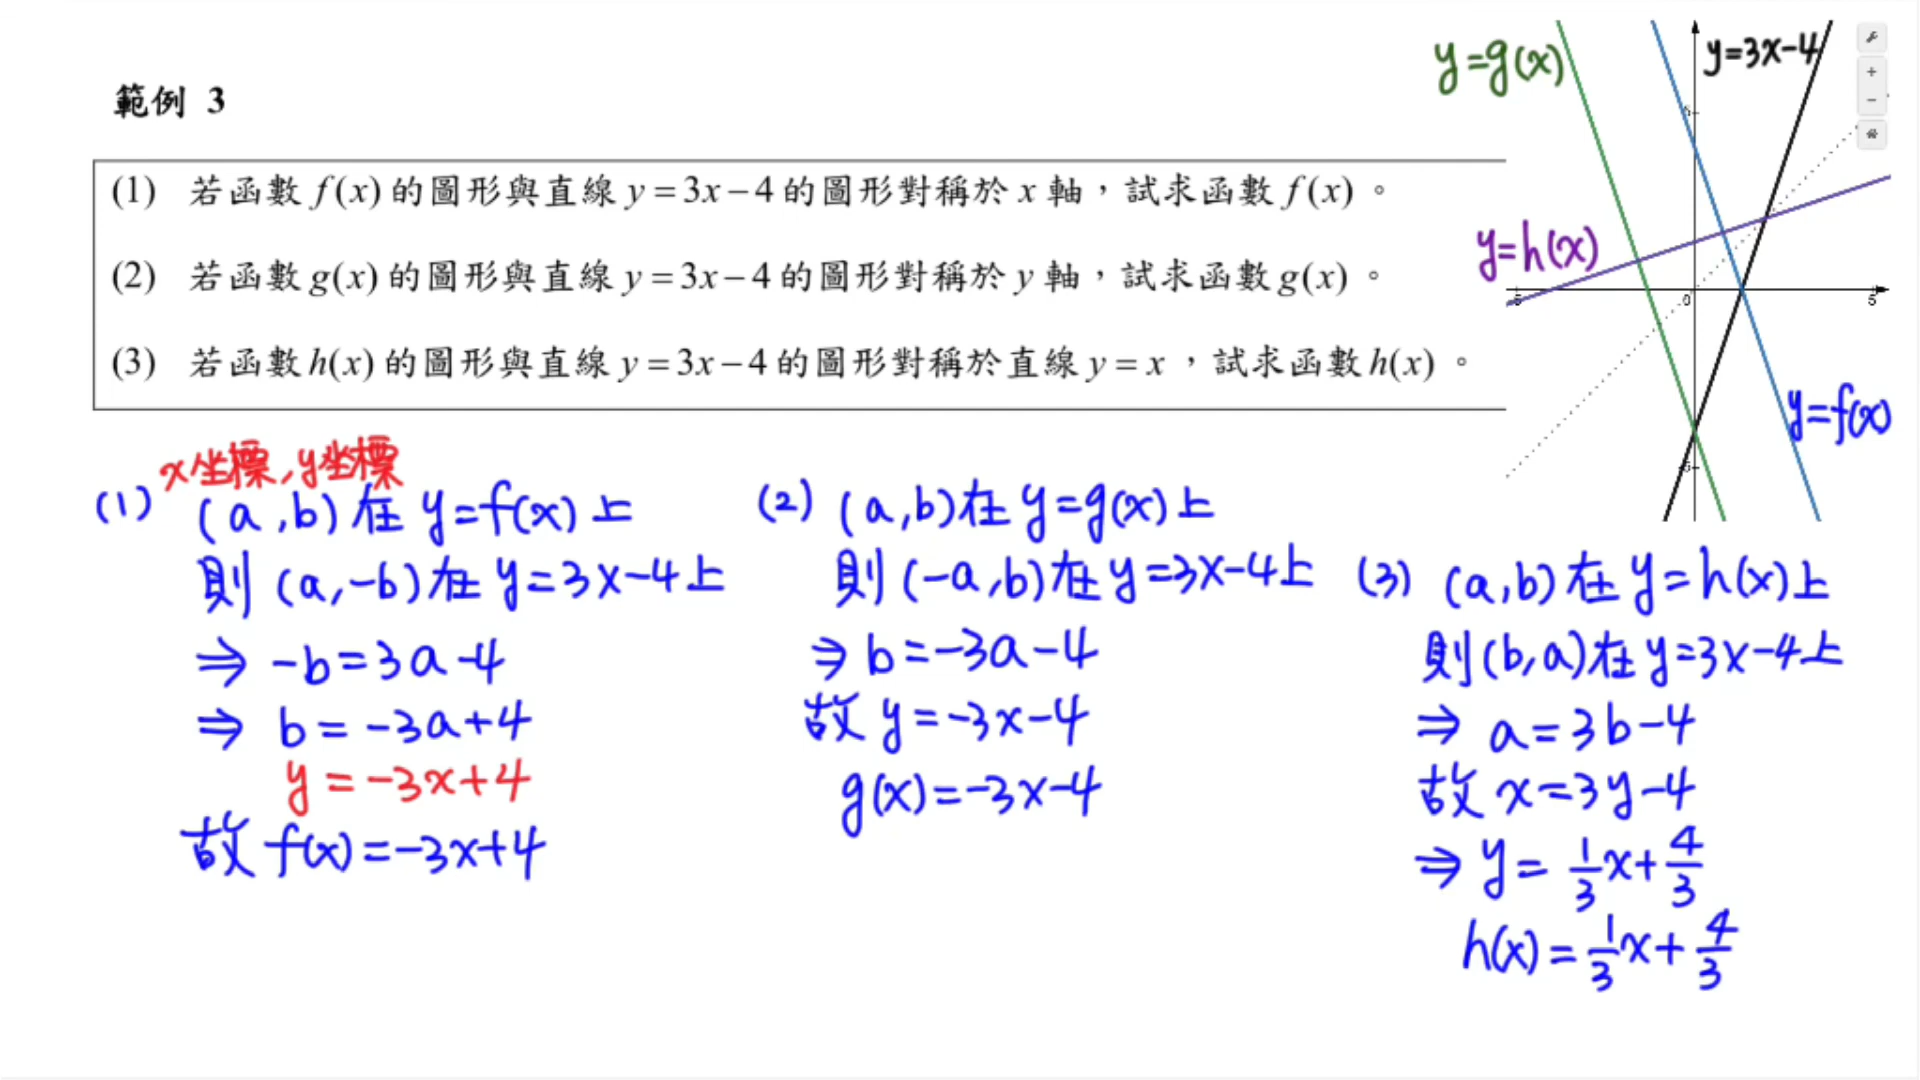 範例 3
(1) 若函數 f(x) 的圖形與直線 y = 3x − 4 的圖形對稱於 x 軸，試求函數 f(x)。
(2) 若函數 g(x) 的圖形與直線 y = 3x − 4 的圖形對稱於 y 軸，試求函數 g(x)。
(3) 若函數 h(x) 的圖形與直線 y = 3x − 4 的圖形對稱於直線 y = x，試求函數 h(x)。
y=g(x)
y=3x-4
y=h(x)
y=f(x)
5
-5
0
5
-5
x坐標,y坐標
(1) (a,b)在 y=f(x)上
則 (a,-b)在 y=3x-4上
⇒ -b=3a-4
⇒ b=-3a+4
y=-3x+4
故 f(x)=-3x+4
(2) (a,b)在 y=g(x)上
則 (-a,b)在 y=3x-4上
⇒ b=-3a-4
故 y=-3x-4
g(x)=-3x-4
(3) (a,b)在 y=h(x)上
則(b,a)在 y=3x-4上
⇒ a=3b-4
故 x=3y-4
⇒ y=1/3x+4/3
h(x)=1/3x+4/3